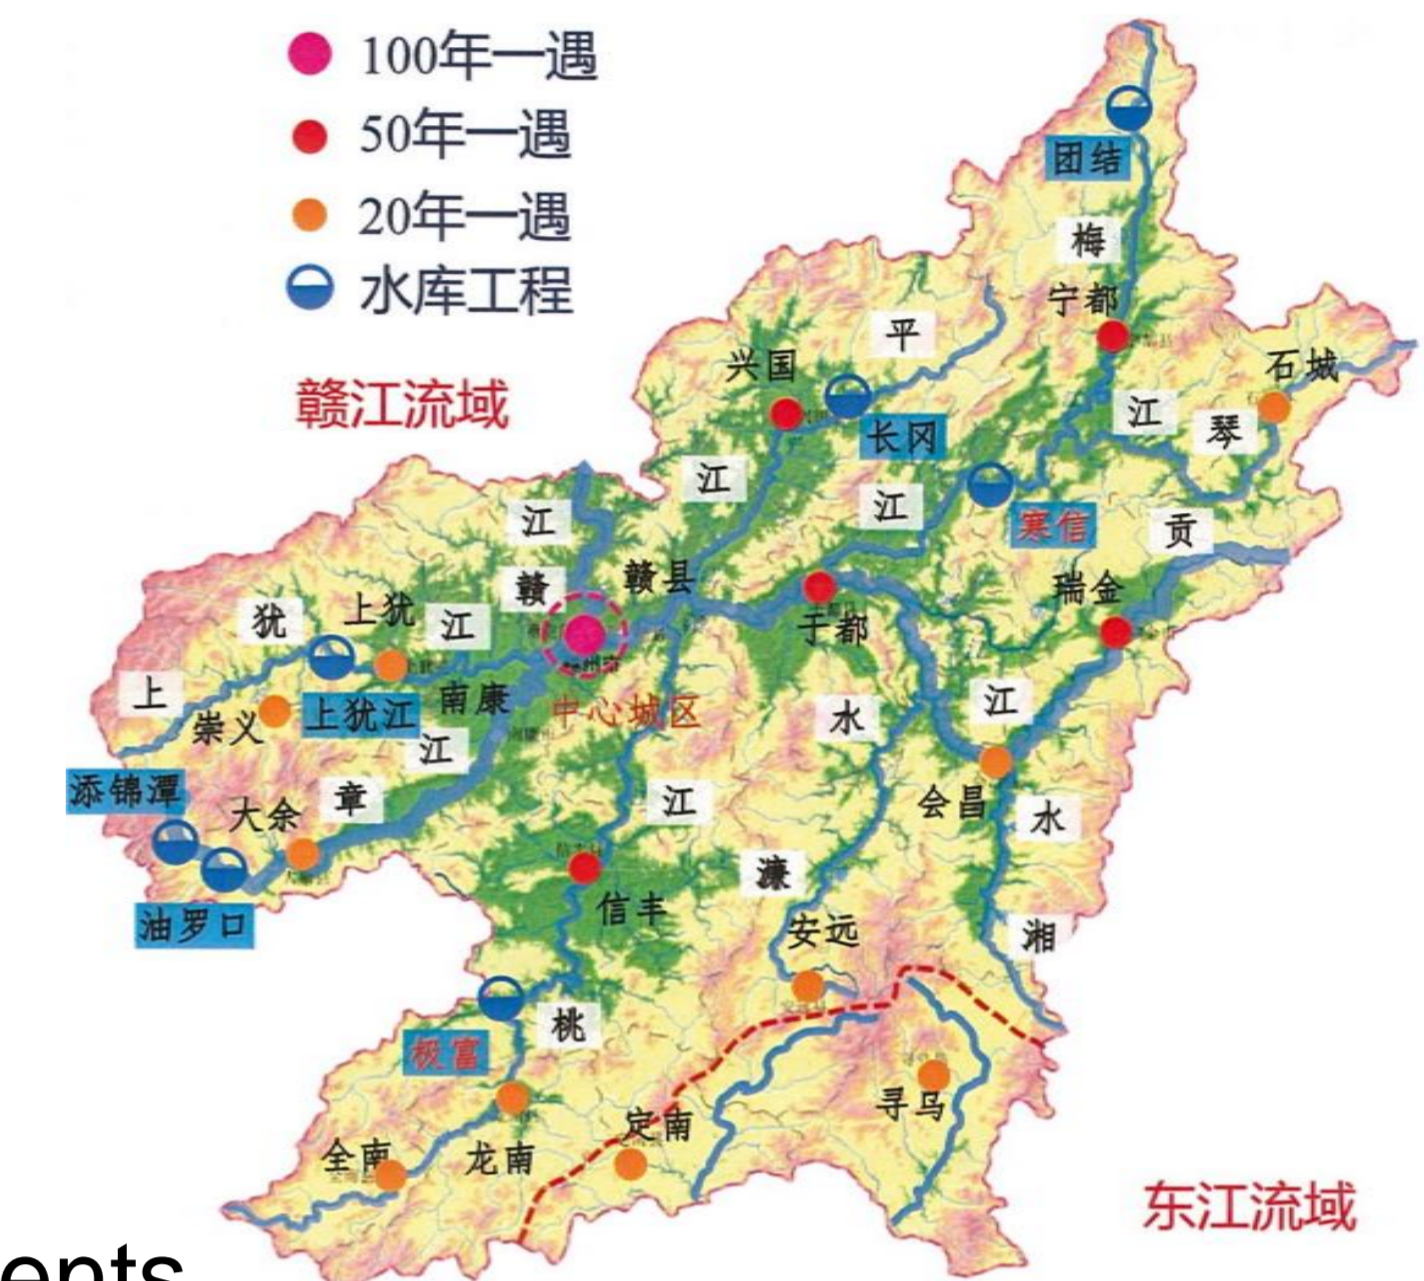 100年一遇
50年一遇
20年一遇
水库工程
赣江流域
团结
梅
宁都
平
兴国
石城
江
琴
长冈
江
江
江
寒信
贡
赣
赣县
瑞金
犹
上犹
江
于都
上
南康
中心城区
水
江
崇义
上犹江
江
添锦潭
大余
章
江
会昌
水
濂
油罗口
信丰
安远
湘
桃
极富
寻乌
定南
全南
龙南
东江流域
ents